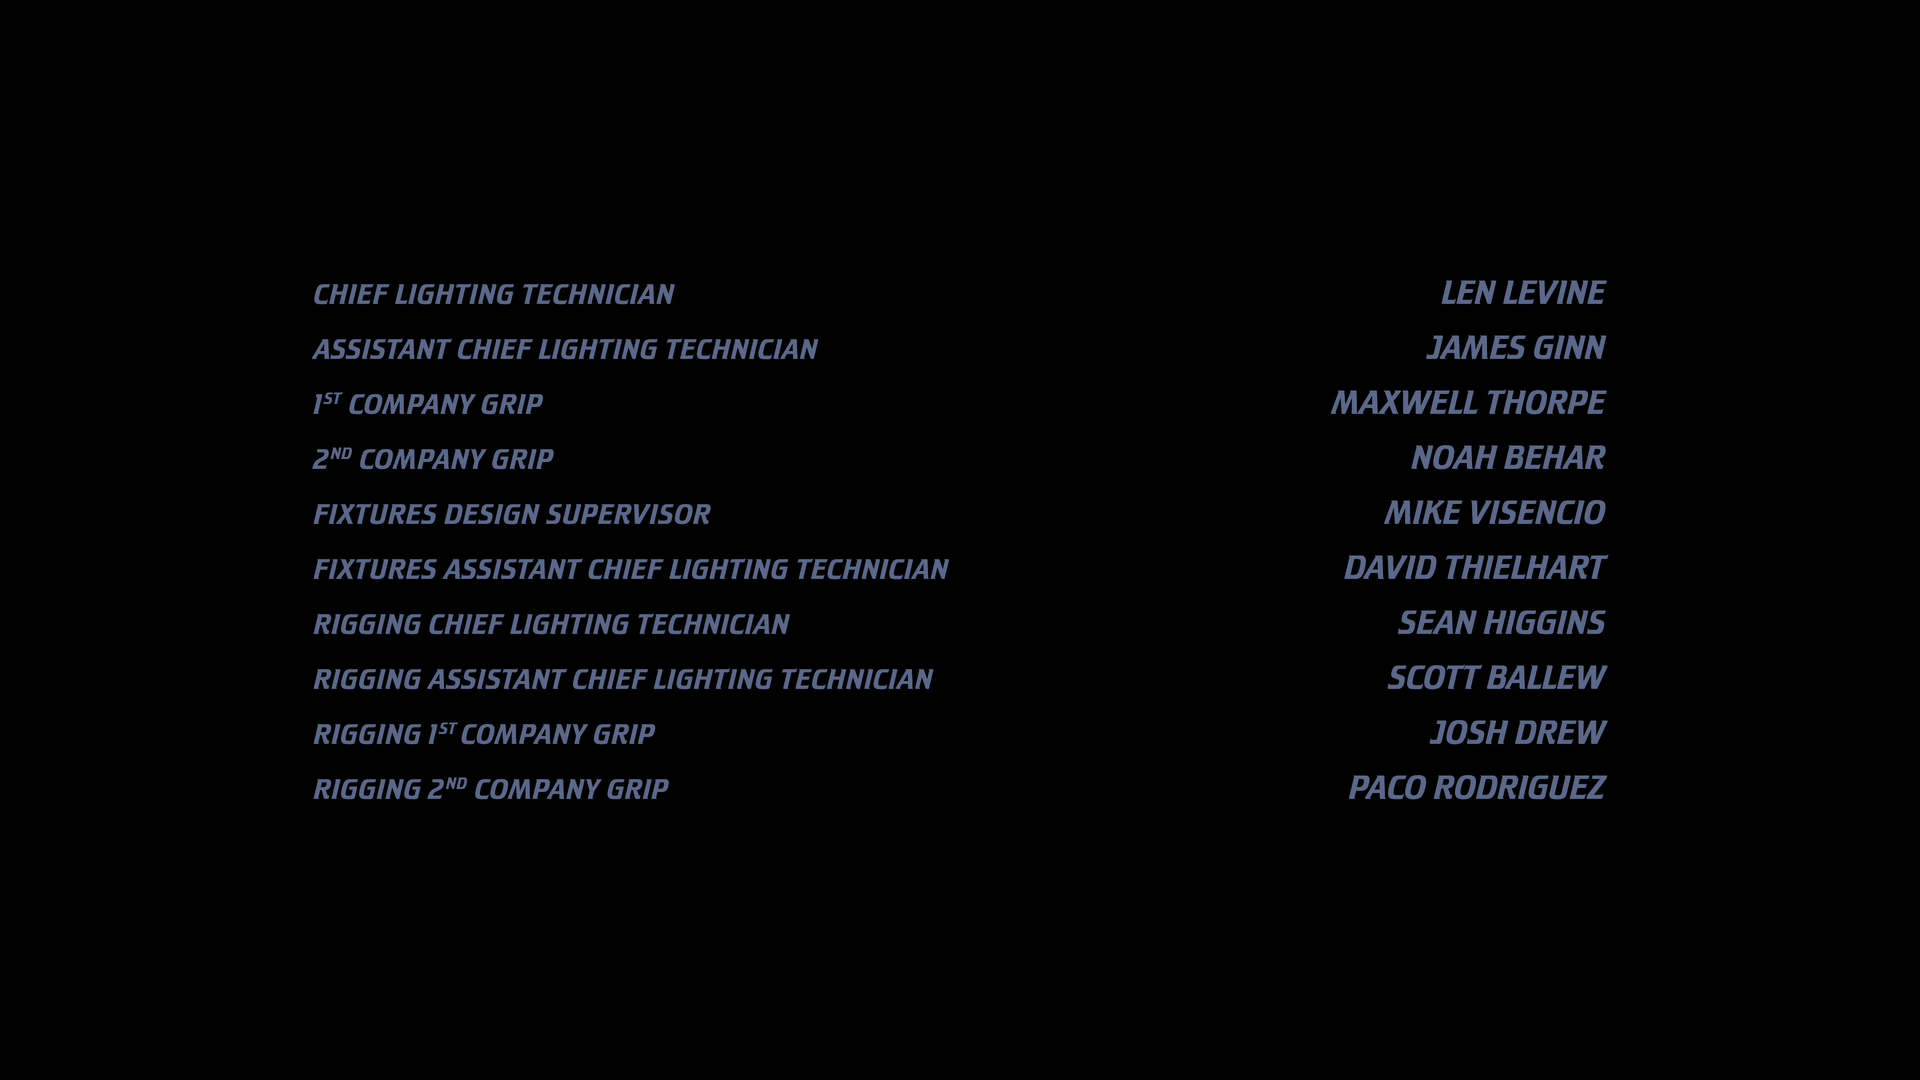 CHIEF LIGHTING TECHNICIAN LEN LEVINE
ASSISTANT CHIEF LIGHTING TECHNICIAN JAMES GINN
1ST COMPANY GRIP MAXWELL THORPE
2ND COMPANY GRIP NOAH BEHAR
FIXTURES DESIGN SUPERVISOR MIKE VISENCIO
FIXTURES ASSISTANT CHIEF LIGHTING TECHNICIAN DAVID THIELHART
RIGGING CHIEF LIGHTING TECHNICIAN SEAN HIGGINS
RIGGING ASSISTANT CHIEF LIGHTING TECHNICIAN SCOTT BALLEW
RIGGING 1ST COMPANY GRIP JOSH DREW
RIGGING 2ND COMPANY GRIP PACO RODRIGUEZ